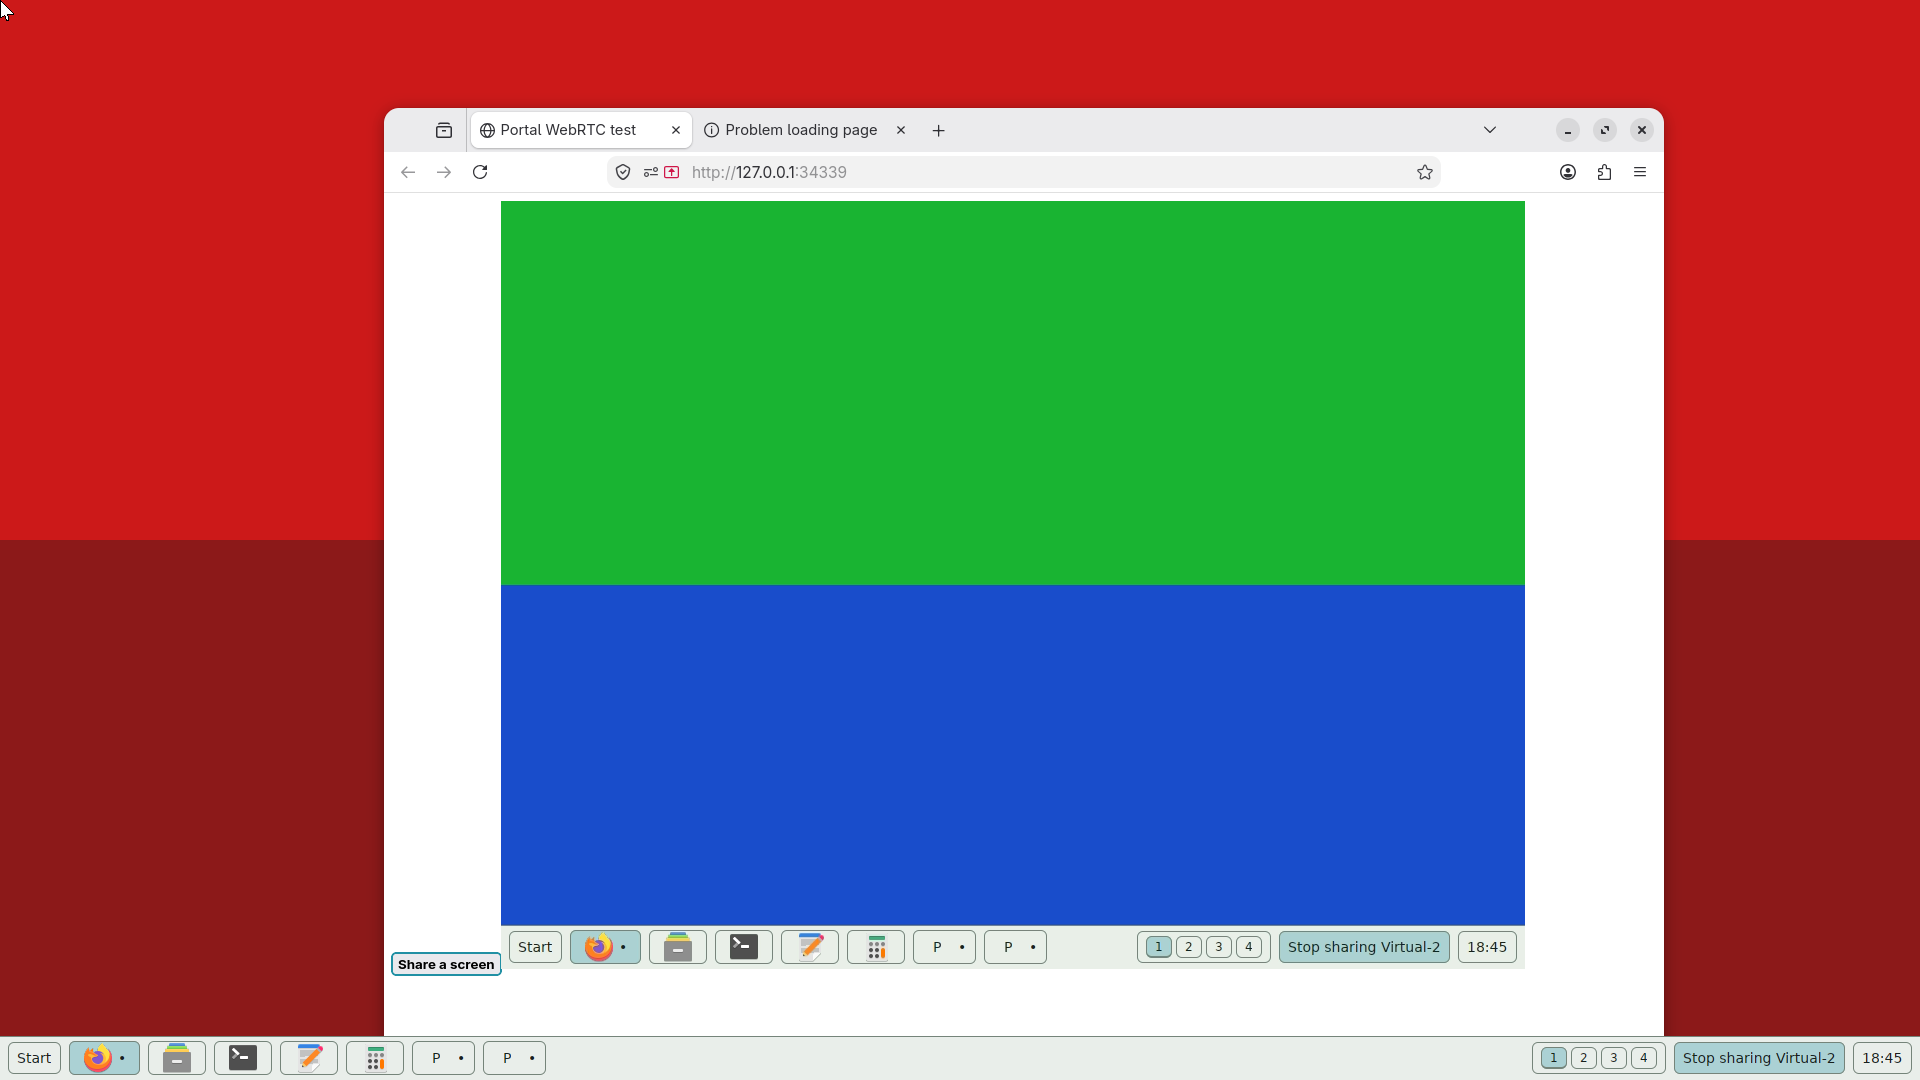 Portal WebRTC test
Problem loading page
http://127.0.0.1:34339
Start
P
P
1 2 3 4
Stop sharing Virtual-2
18:45
Share a screen
Start
P
P
1 2 3 4
Stop sharing Virtual-2
18:45